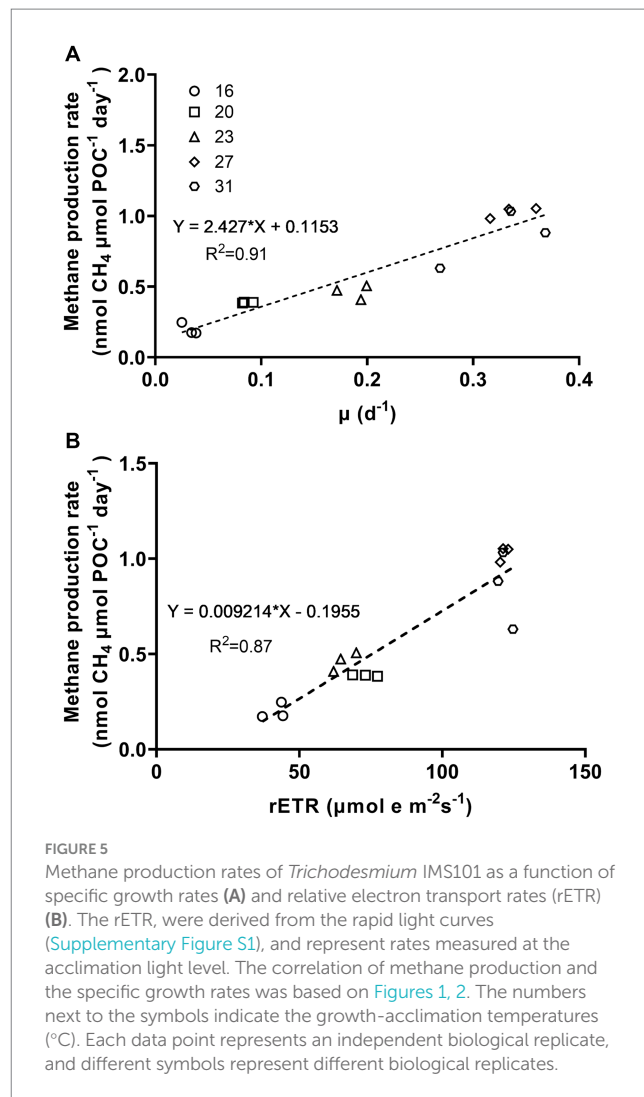 A
Methane production rate
(nmol CH₄ µmol POC⁻¹ day⁻¹ )
2.0
1.5
1.0
0.5
0.0
16
20
23
27
31
Y = 2.427*X + 0.1153
R²=0.91
0.0 0.1 0.2 0.3 0.4
µ (d⁻¹)
B
Methane production rate
(nmol CH₄ µmol POC⁻¹ day⁻¹ )
1.5
1.0
0.5
0.0
Y = 0.009214*X - 0.1955
R²=0.87
0 50 100 150
rETR (µmol e m⁻²s⁻¹)
FIGURE 5
Methane production rates of Trichodesmium IMS101 as a function of
specific growth rates (A) and relative electron transport rates (rETR)
(B). The rETR, were derived from the rapid light curves
(Supplementary Figure S1), and represent rates measured at the
acclimation light level. The correlation of methane production and
the specific growth rates was based on Figures 1, 2. The numbers
next to the symbols indicate the growth-acclimation temperatures
(°C). Each data point represents an independent biological replicate,
and different symbols represent different biological replicates.